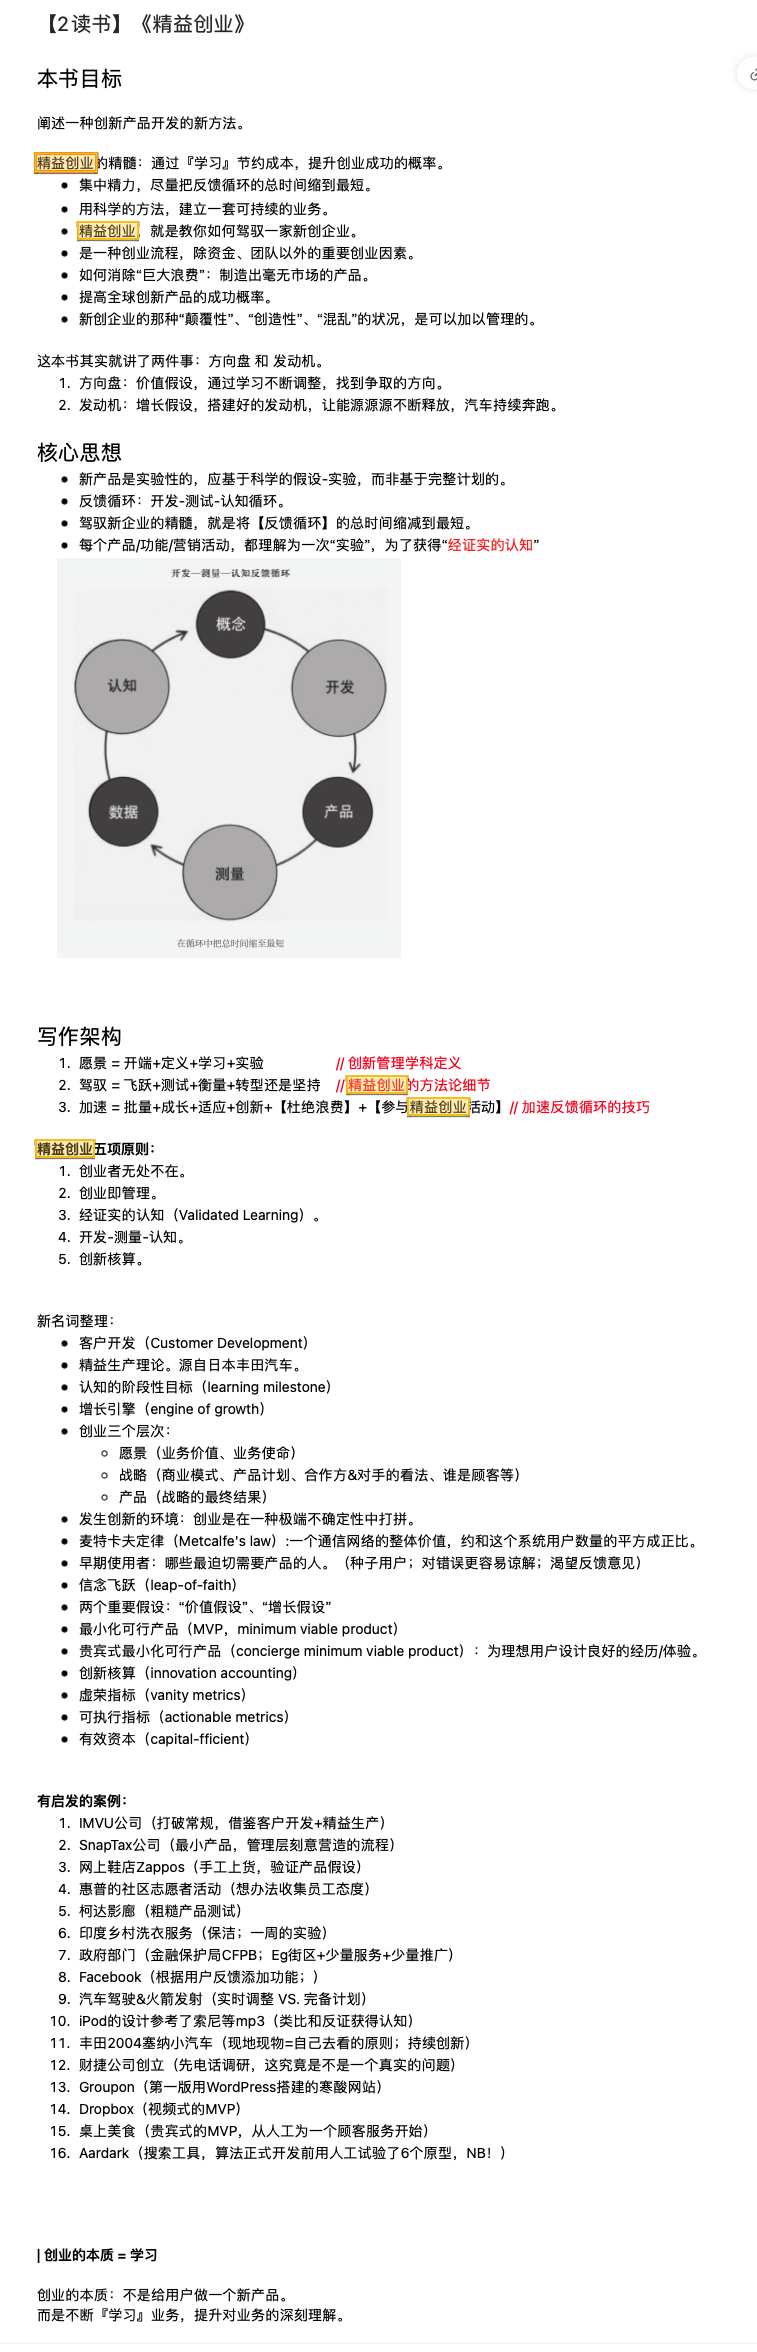 【2读书】《精益创业》
本书目标
阐述一种创新产品开发的新方法。
精益创业的精髓：通过『学习』节约成本，提升创业成功的概率。
集中精力，尽量把反馈循环的总时间缩到最短。
用科学的方法，建立一套可持续的业务。
精益创业，就是教你如何驾驭一家新创企业。
是一种创业流程，除资金、团队以外的重要创业因素。
如何消除“巨大浪费”：制造出毫无市场的产品。
提高全球创新产品的成功概率。
新创企业的那种“颠覆性”、“创造性”、“混乱”的状况，是可以加以管理的。
这本书其实就讲了两件事：方向盘 和 发动机。
1. 方向盘：价值假设，通过学习不断调整，找到争取的方向。
2. 发动机：增长假设，搭建好的发动机，让能源源源不断释放，汽车持续奔跑。
核心思想
新产品是实验性的，应基于科学的假设-实验，而非基于完整计划的。
反馈循环：开发-测试-认知循环。
驾驭新企业的精髓，就是将【反馈循环】的总时间缩减到最短。
每个产品/功能/营销活动，都理解为一次“实验”，为了获得“经证实的认知”
开发—测量—认知反馈循环
概念
认知
开发
数据
产品
测量
在循环中把总时间缩至最短
写作架构
1. 愿景 = 开端+定义+学习+实验 // 创新管理学科定义
2. 驾驭 = 飞跃+测试+衡量+转型还是坚持 // 精益创业的方法论细节
3. 加速 = 批量+成长+适应+创新+【杜绝浪费】+【参与精益创业活动】// 加速反馈循环的技巧
精益创业五项原则：
1. 创业者无处不在。
2. 创业即管理。
3. 经证实的认知（Validated Learning）。
4. 开发-测量-认知。
5. 创新核算。
新名词整理：
客户开发（Customer Development）
精益生产理论。源自日本丰田汽车。
认知的阶段性目标（learning milestone）
增长引擎（engine of growth）
创业三个层次：
愿景（业务价值、业务使命）
战略（商业模式、产品计划、合作方&对手的看法、谁是顾客等）
产品（战略的最终结果）
发生创新的环境：创业是在一种极端不确定性中打拼。
麦特卡夫定律（Metcalfe's law）:一个通信网络的整体价值，约和这个系统用户数量的平方成正比。
早期使用者：哪些最迫切需要产品的人。（种子用户；对错误更容易谅解；渴望反馈意见）
信念飞跃（leap-of-faith）
两个重要假设：“价值假设”、“增长假设”
最小化可行产品（MVP，minimum viable product）
贵宾式最小化可行产品（concierge minimum viable product）：为理想用户设计良好的经历/体验。
创新核算（innovation accounting）
虚荣指标（vanity metrics）
可执行指标（actionable metrics）
有效资本（capital-fficient）
有启发的案例：
1. IMVU公司（打破常规，借鉴客户开发+精益生产）
2. SnapTax公司（最小产品，管理层刻意营造的流程）
3. 网上鞋店Zappos（手工上货，验证产品假设）
4. 惠普的社区志愿者活动（想办法收集员工态度）
5. 柯达影廊（粗糙产品测试）
6. 印度乡村洗衣服务（保洁；一周的实验）
7. 政府部门（金融保护局CFPB；Eg街区+少量服务+少量推广）
8. Facebook（根据用户反馈添加功能；）
9. 汽车驾驶&火箭发射（实时调整 VS. 完备计划）
10. iPod的设计参考了索尼等mp3（类比和反证获得认知）
11. 丰田2004塞纳小汽车（现地现物=自己去看的原则；持续创新）
12. 财捷公司创立（先电话调研，这究竟是不是一个真实的问题）
13. Groupon（第一版用WordPress搭建的寒酸网站）
14. Dropbox（视频式的MVP）
15. 桌上美食（贵宾式的MVP，从人工为一个顾客服务开始）
16. Aardark（搜索工具，算法正式开发前用人工试验了6个原型，NB！）
| 创业的本质 = 学习
创业的本质：不是给用户做一个新产品。
而是不断『学习』业务，提升对业务的深刻理解。